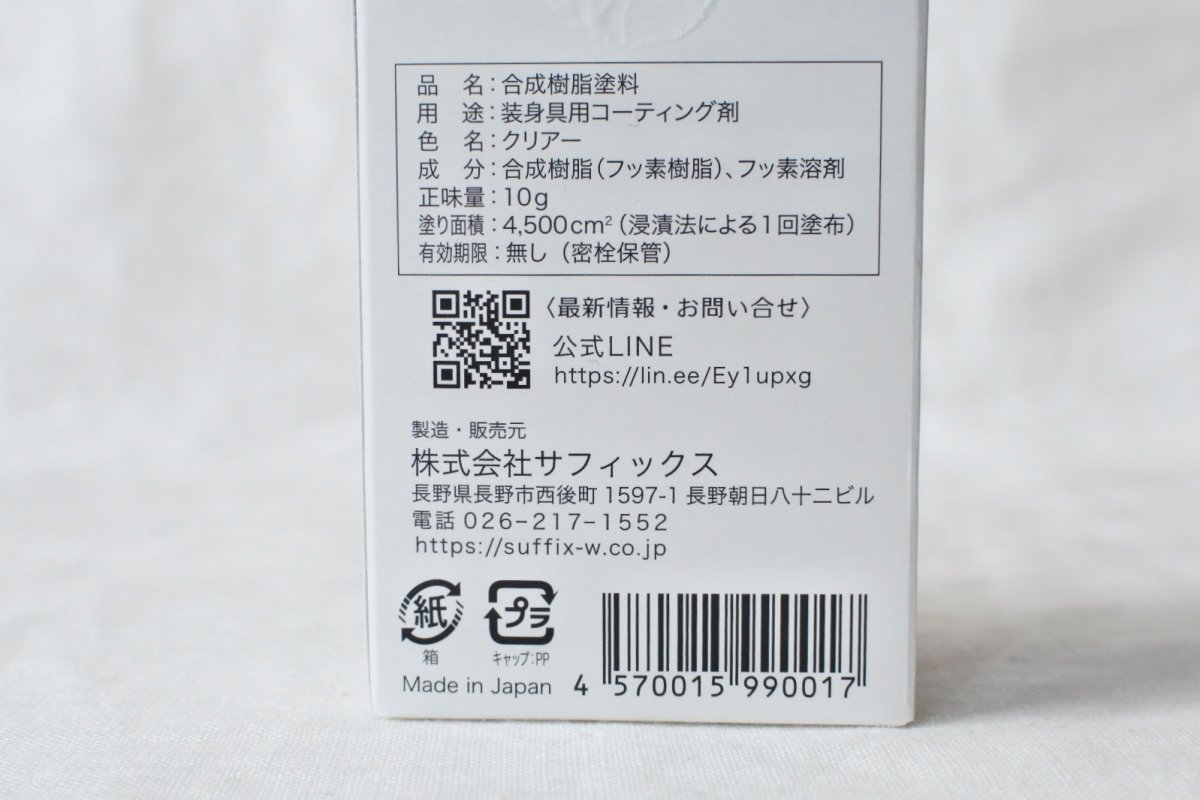 品　名：合成樹脂塗料
用　途：装身具用コーティング剤
色　名：クリアー
成　分：合成樹脂（フッ素樹脂）、フッ素溶剤
正味量：10g
塗り面積：4,500cm²（浸漬法による1回塗布）
有効期限：無し（密栓保管）
〈最新情報・お問い合せ〉
公式LINE
https://lin.ee/Ey1upxg
製造・販売元
株式会社サフィックス
長野県長野市西後町1597-1 長野朝日八十二ビル
電話 026-217-1552
https://suffix-w.co.jp
紙 プラ
箱 キャップ：PP
Made in Japan
4 570015 990017